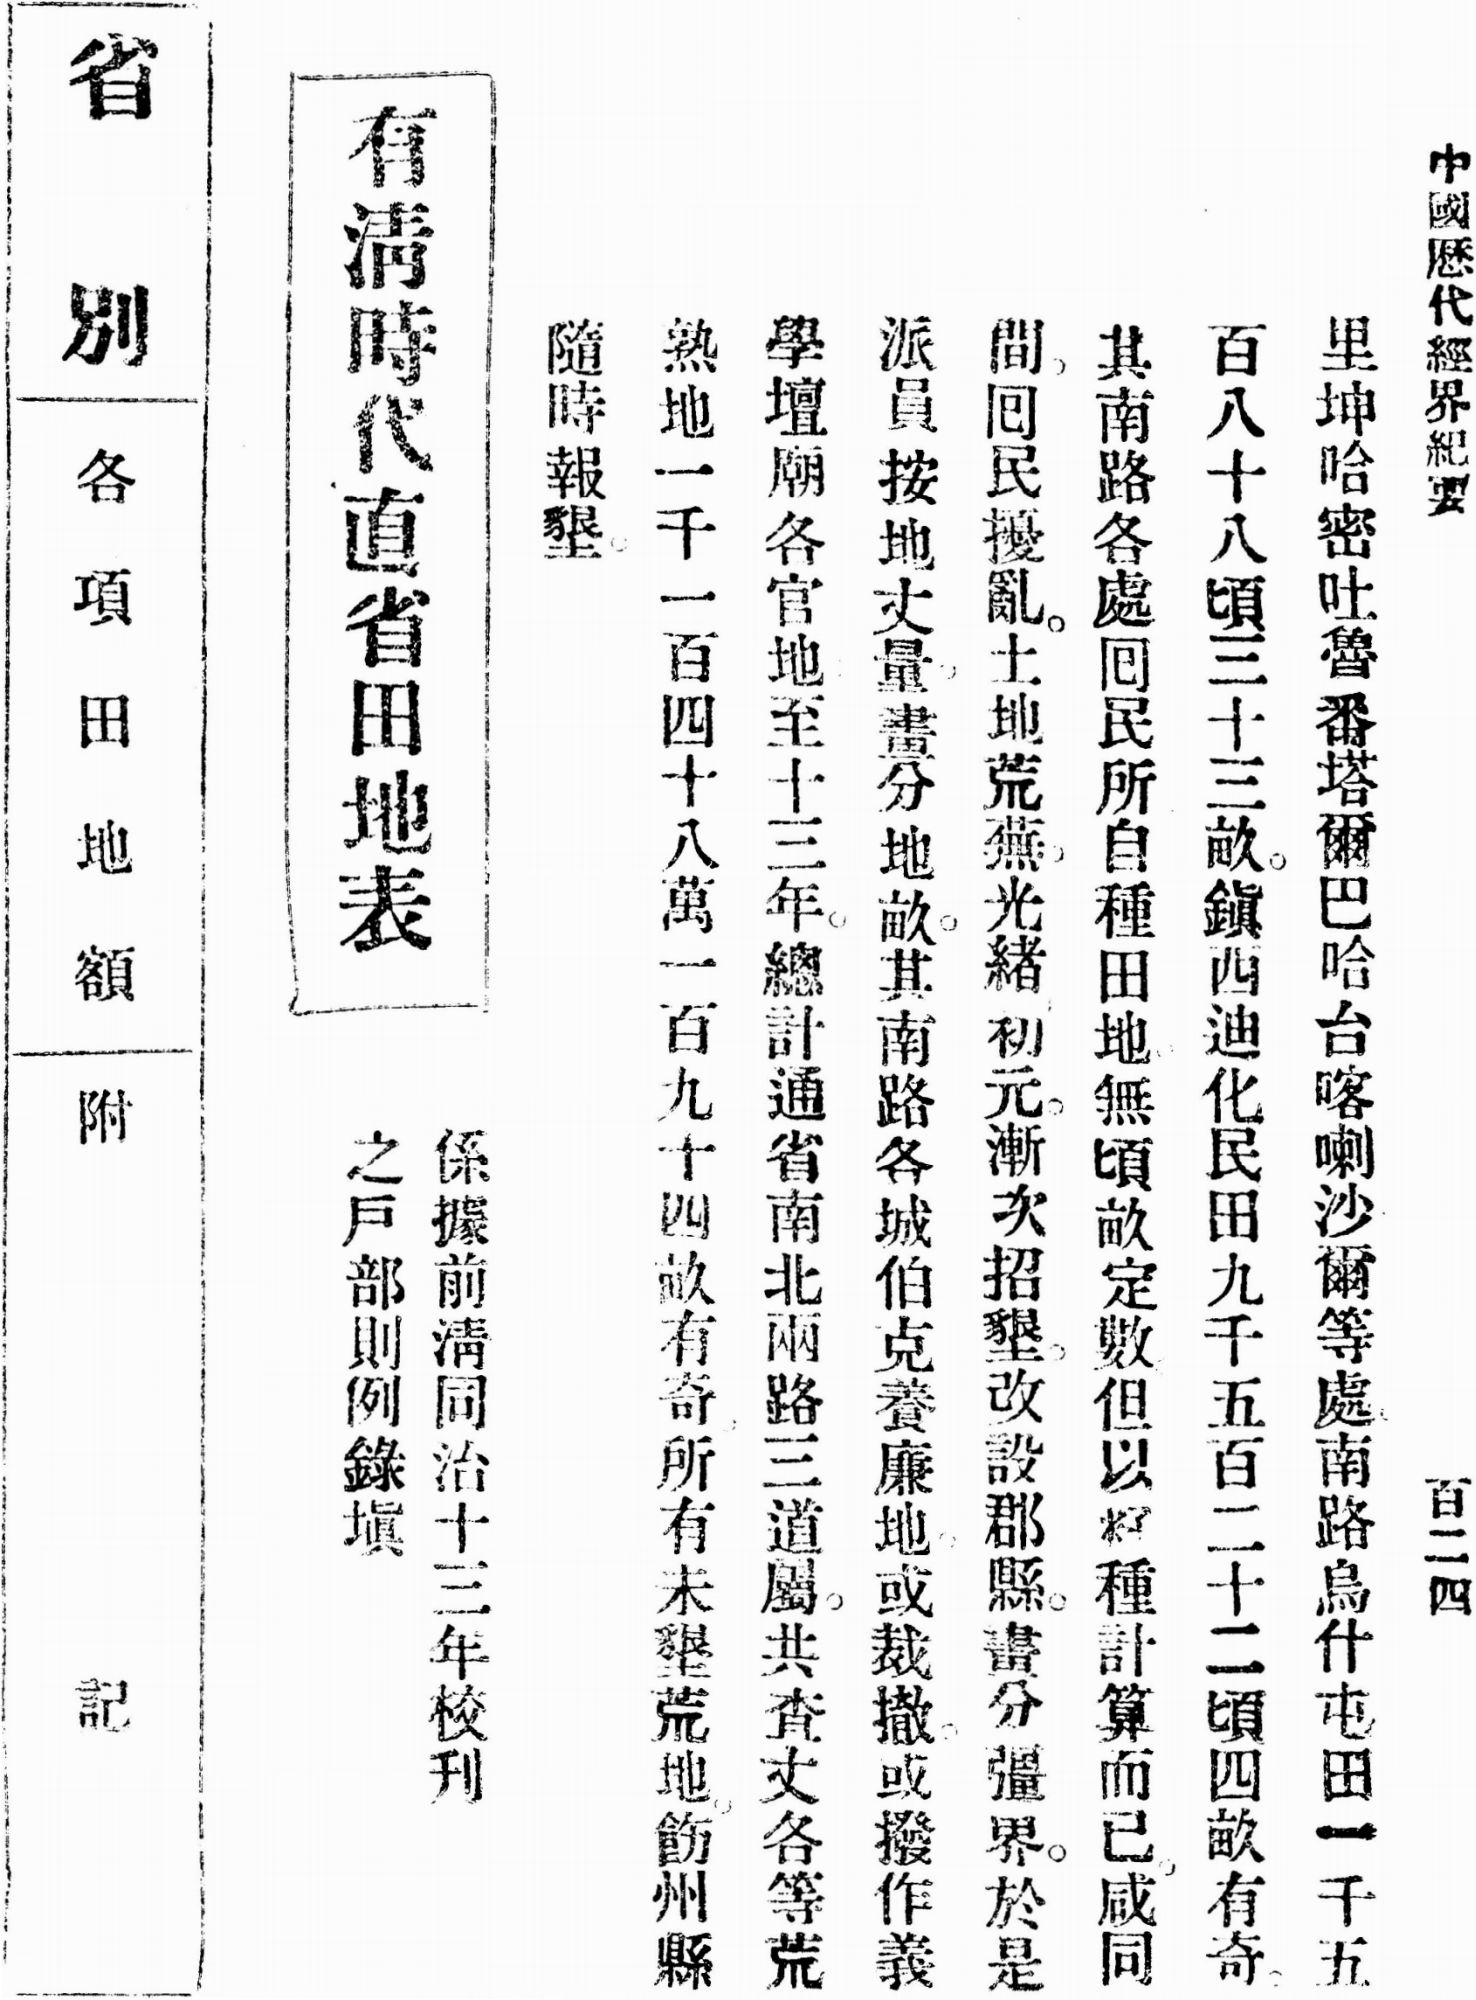 中國歷代經界紀要
百二四
里坤哈密吐魯番塔爾巴哈台喀喇沙爾等處南路烏什屯田一千五
百八十八頃三十三畝。鎭西迪化民田九千五百二十二頃四畝有奇。
其南路各處回民所自種田地無頃畝定數但以籽種計算而已。咸同
間。回民擾亂。土地荒蕪。光緒初元。漸次招墾。改設郡縣。畫分彊界。於是
派員按地丈量。畫分地畝。其南路各城伯克養廉地。或裁撤。或撥作義
學壇廟各官地至十三年。總計通省南北兩路三道屬。共査丈各等荒
熟地一千一百四十八萬一百九十四畝有奇。所有未墾荒地。飭州縣
隨時報墾。
有淸時代直省田地表
係據前淸同治十三年校刊
之戶部則例錄塡
省別
各項田地額
附記